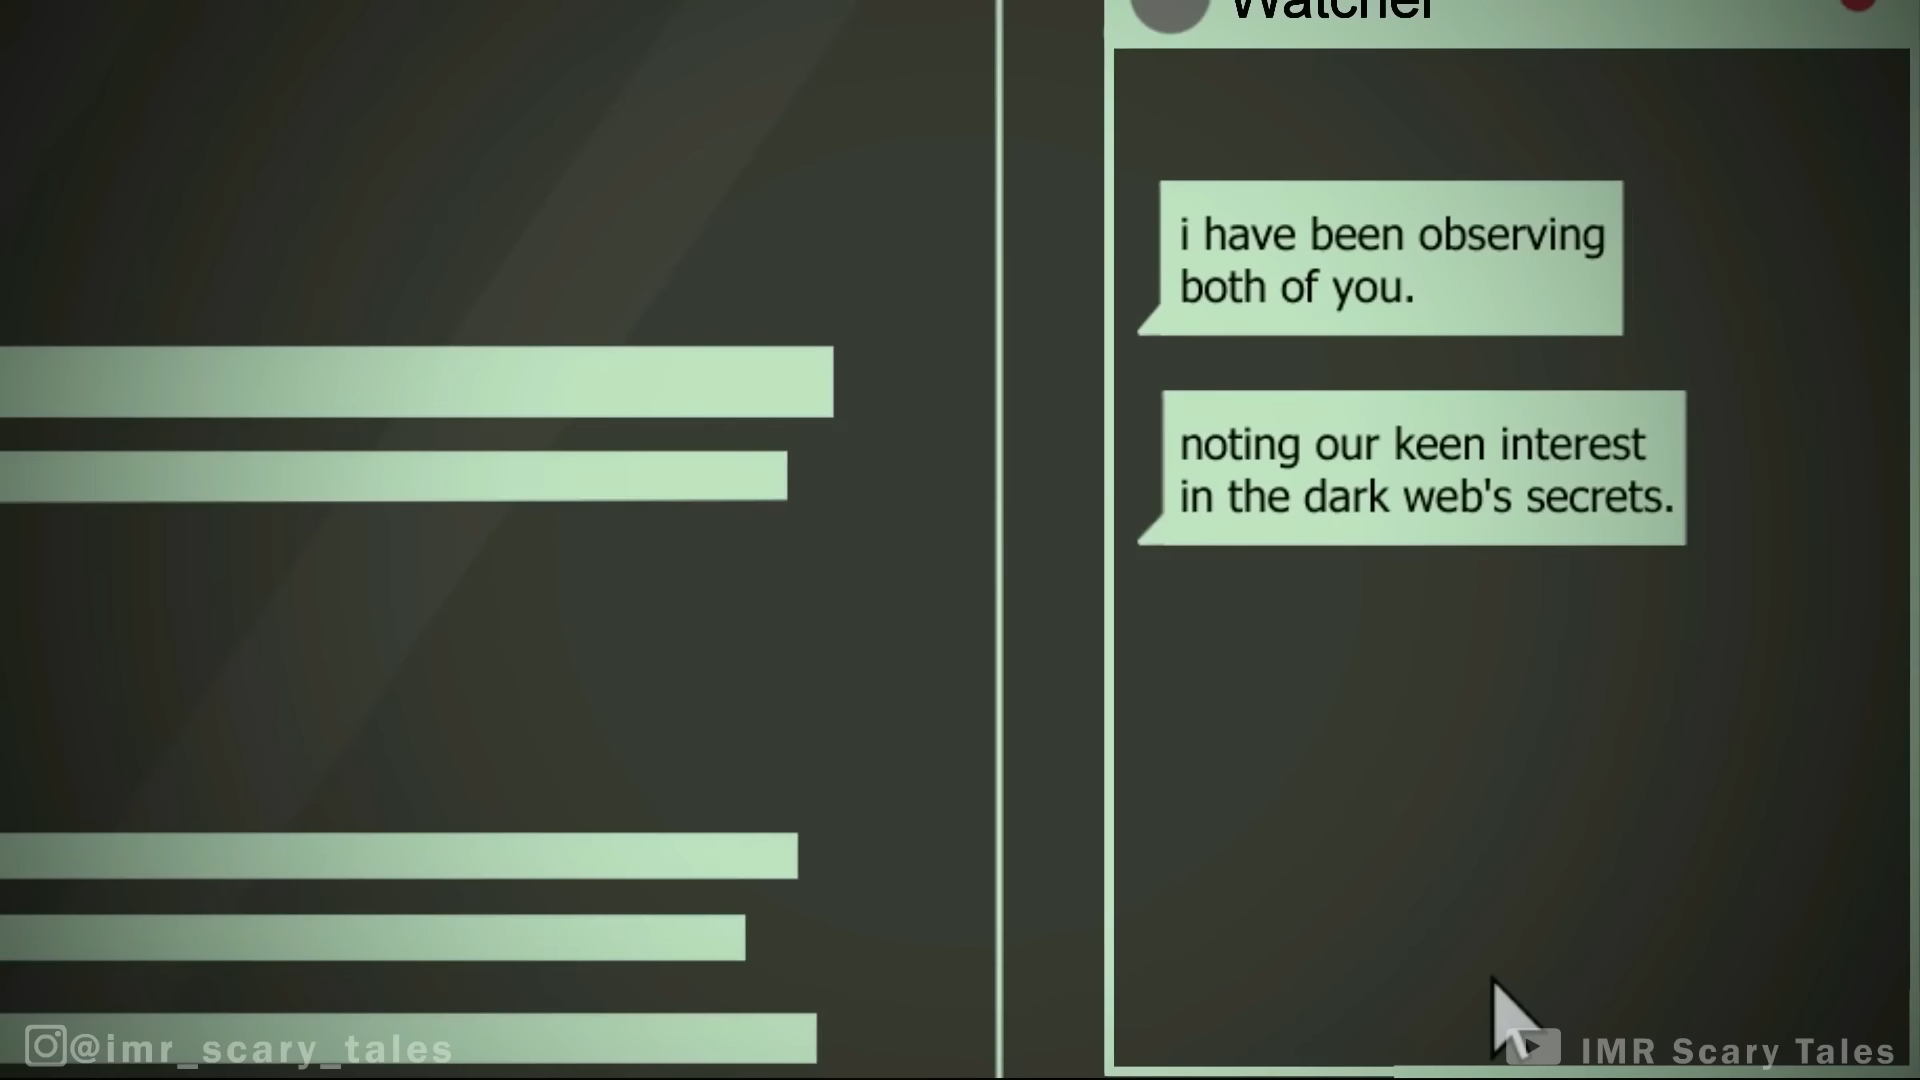 Watcher
i have been observing
both of you.
noting our keen interest
in the dark web's secrets.
@imr_scary_tales
IMR Scary Tales